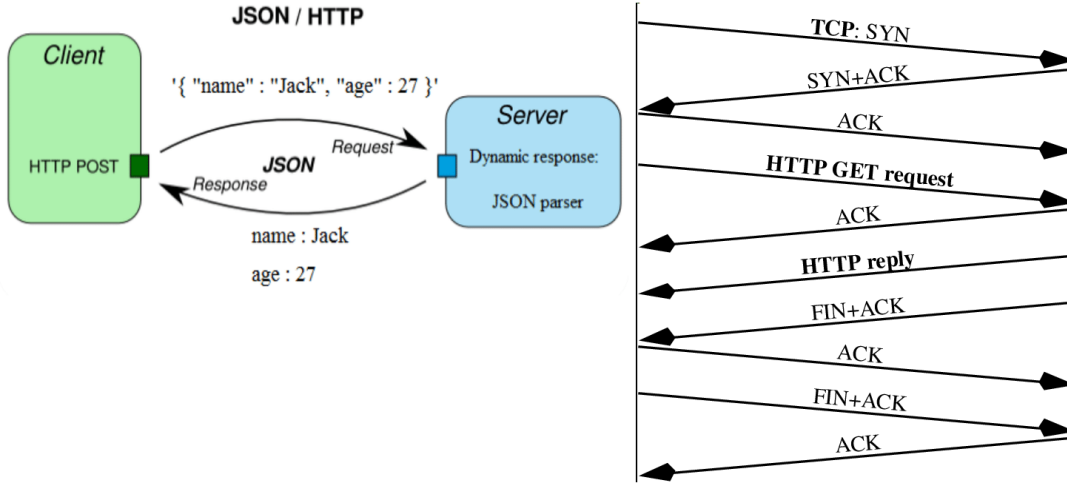 JSON / HTTP
Client
'{ "name" : "Jack", "age" : 27 }'
HTTP POST
Request
JSON
Response
Server
Dynamic response:
JSON parser
name : Jack
age : 27
TCP: SYN
SYN+ACK
ACK
HTTP GET request
ACK
HTTP reply
FIN+ACK
ACK
FIN+ACK
ACK